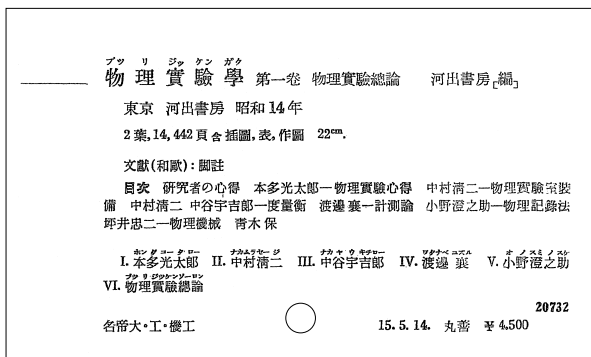 ブツ リ ジッ ケン ガク
物理實驗學 第一卷 物理實驗總論 河出書房[編]
東京 河出書房 昭和14年
2葉,14,442頁含插圖,表,作圖 22cm.
文獻(和歐):脚註
目次 研究者の心得 本多光太郎―物理實驗心得 中村淸二―物理實驗室裝
備 中村淸二 中谷宇吉郎―度量衡 渡邊襄―計測論 小野澄之助―物理記錄法
坪井忠二―物理機械 靑木保
ホンダコータロー ナカムラセージ ナカヤウキチロー ワタナベユズル オノスミノスケ
I. 本多光太郎 II. 中村淸二 III. 中谷宇吉郎 IV. 渡邊襄 V. 小野澄之助
ブツリジツケンソーロン
VI. 物理實驗總論
20732
名帝大・工・機工 15.5.14. 丸善 ¥4,500